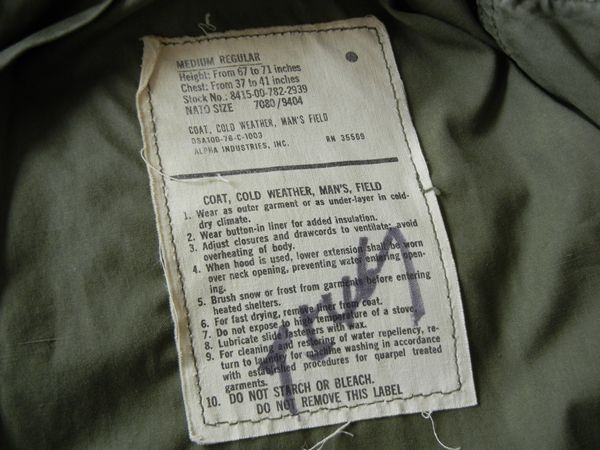 MEDIUM REGULAR
Height: From 67 to 71 inches
Chest: From 37 to 41 inches
Stock No.: 8415-00-782-2939
NATO SIZE 7080/9404
COAT, COLD WEATHER, MAN'S FIELD
DSA100-76-C-1003
ALPHA INDUSTRIES, INC. RN 35509
COAT, COLD WEATHER, MAN'S, FIELD
1. Wear as outer garment or as under-layer in cold-
dry climate.
2. Wear button-in liner for added insulation.
3. Adjust closures and drawcords to ventilate; avoid
overheating of body.
4. When hood is used, lower extension shall be worn
over neck opening, preventing water entering open-
ing.
5. Brush snow or frost from garments before entering
heated shelters.
6. For fast drying, remove liner from coat.
7. Do not expose to high temperature of a stove.
8. Lubricate slide fasteners with wax.
9. For cleaning and restoring of water repellency, re-
turn to laundry for machine washing in accordance
with established procedures for quarpel treated
garments.
10. DO NOT STARCH OR BLEACH.
DO NOT REMOVE THIS LABEL